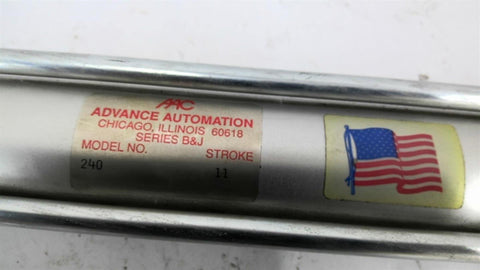 AAC
ADVANCE AUTOMATION
CHICAGO, ILLINOIS 60618
SERIES B&J
MODEL NO. STROKE
240 11